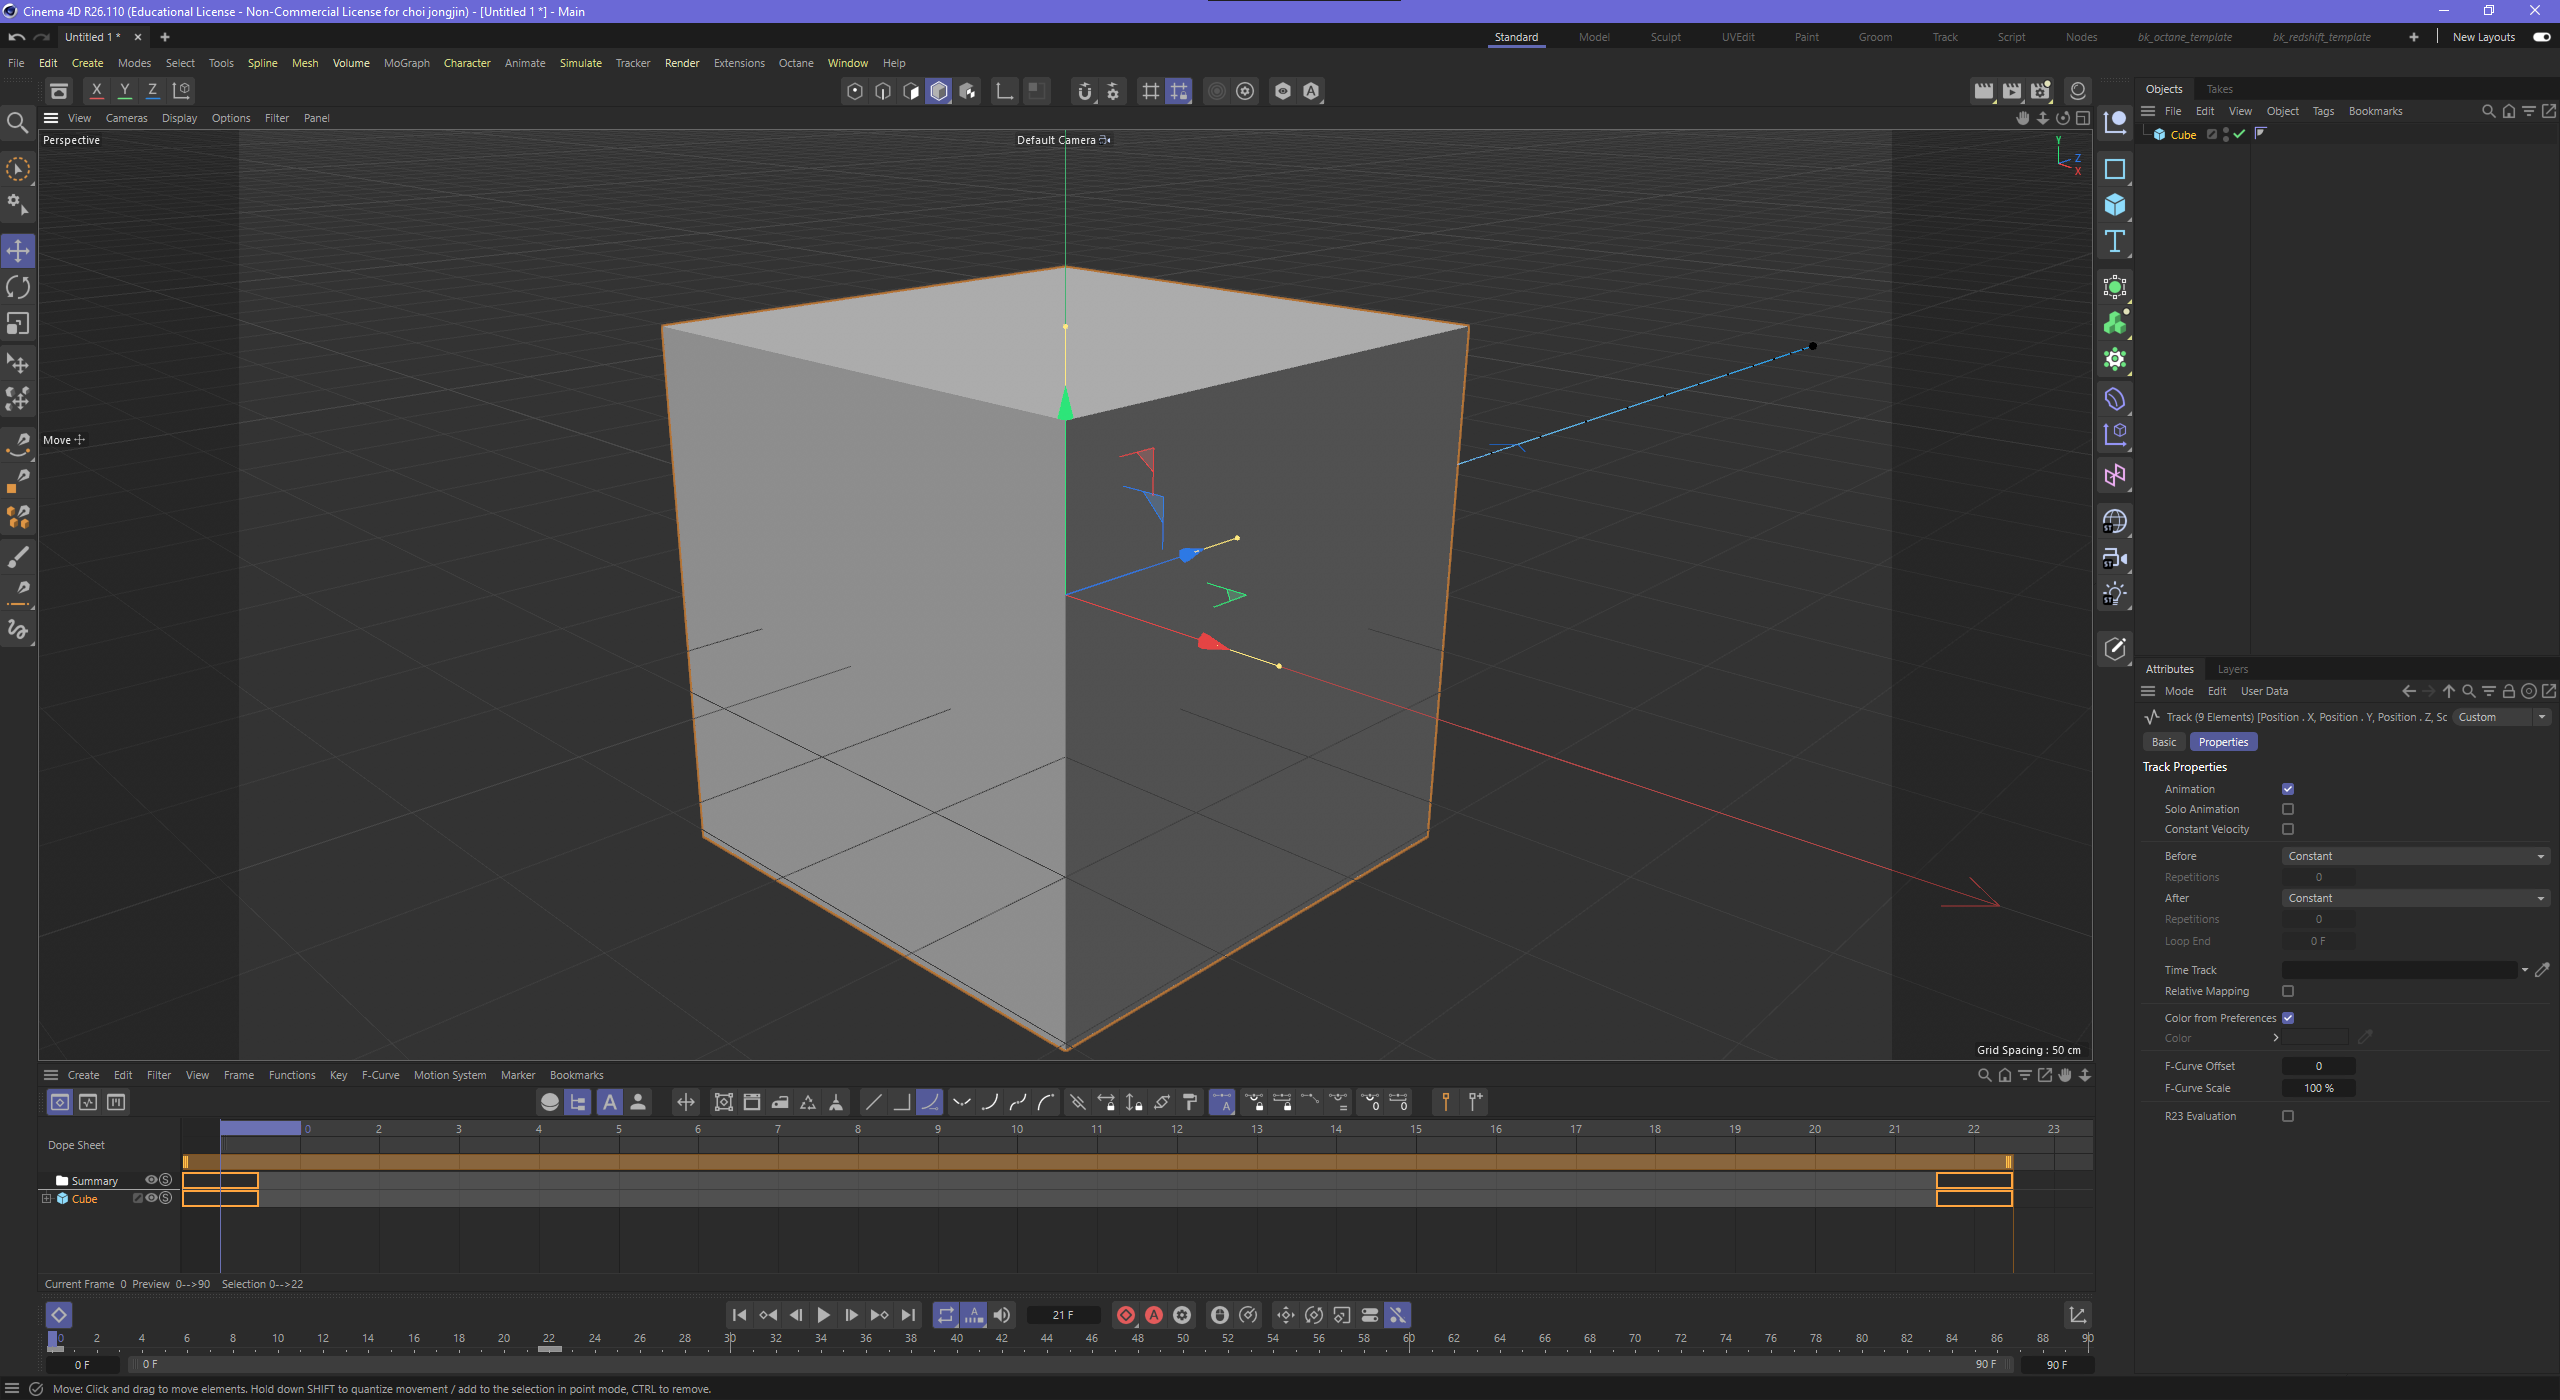 Cinema 4D R26.110 (Educational License - Non-Commercial License for choi jongjin) - [Untitled 1 *] - Main
Untitled 1 *
Standard Model Sculpt UVEdit Paint Groom Track Script Nodes bk_octane_template bk_redshift_template New Layouts
File Edit Create Modes Select Tools Spline Mesh Volume MoGraph Character Animate Simulate Tracker Render Extensions Octane Window Help
X Y Z
View Cameras Display Options Filter Panel
Perspective
Default Camera
Y
Z
X
Move
Grid Spacing : 50 cm
Objects Takes
File Edit View Object Tags Bookmarks
Cube
Attributes Layers
Mode Edit User Data
Track (9 Elements) [Position . X, Position . Y, Position . Z, Sc Custom
Basic Properties
Track Properties
Animation
Solo Animation
Constant Velocity
Before Constant
Repetitions 0
After Constant
Repetitions 0
Loop End 0 F
Time Track
Relative Mapping
Color from Preferences
Color
F-Curve Offset 0
F-Curve Scale 100 %
R23 Evaluation
Create Edit Filter View Frame Functions Key F-Curve Motion System Marker Bookmarks
0 2 3 4 5 6 7 8 9 10 11 12 13 14 15 16 17 18 19 20 21 22 23
Dope Sheet
Summary
Cube
Current Frame 0 Preview 0-->90 Selection 0-->22
21 F
0 2 4 6 8 10 12 14 16 18 20 22 24 26 28 30 32 34 36 38 40 42 44 46 48 50 52 54 56 58 60 62 64 66 68 70 72 74 76 78 80 82 84 86 88 90
0 F 0 F 90 F 90 F
Move: Click and drag to move elements. Hold down SHIFT to quantize movement / add to the selection in point mode, CTRL to remove.